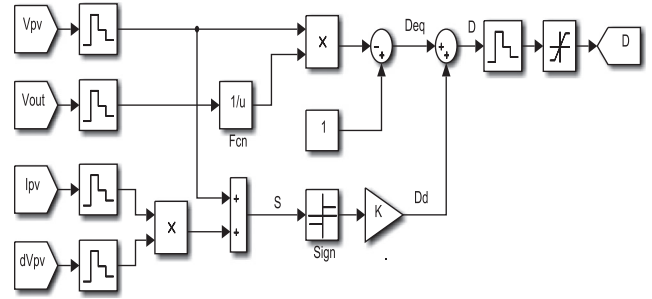 Vpv
Vout
Ipv
dVpv
1/u
Fcn
x
x
1
-
+
Deq
+
+
D
D
+
+
S
Sign
K
Dd